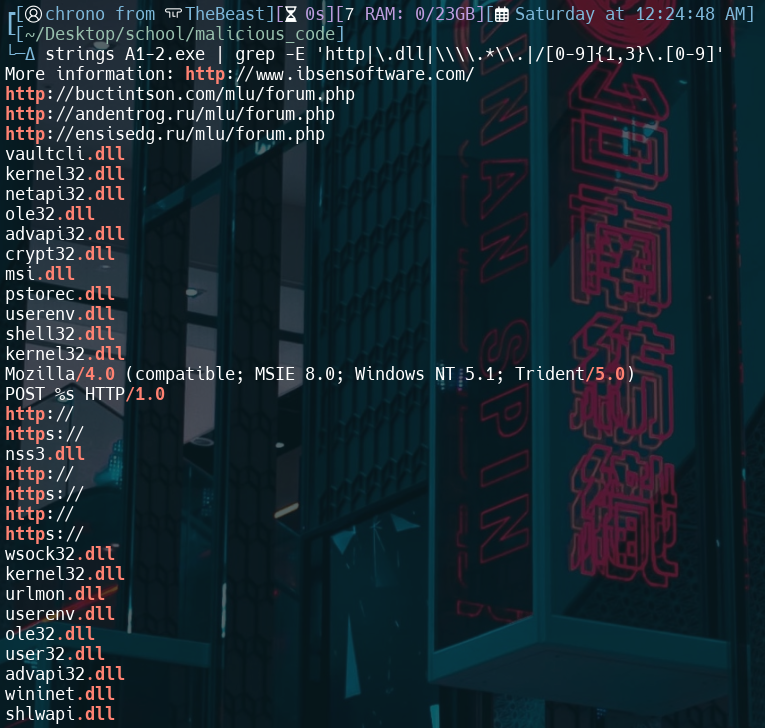 [chrono from TheBeast][0s][7 RAM: 0/23GB][Saturday at 12:24:48 AM]
[~/Desktop/school/malicious_code]
└─Δ strings A1-2.exe | grep -E 'http|\.dll|\\\\.*\\.|/[0-9]{1,3}\.[0-9]'
More information: http://www.ibsensoftware.com/
http://buctintson.com/mlu/forum.php
http://andentrog.ru/mlu/forum.php
http://ensisedg.ru/mlu/forum.php
vaultcli.dll
kernel32.dll
netapi32.dll
ole32.dll
advapi32.dll
crypt32.dll
msi.dll
pstorec.dll
userenv.dll
shell32.dll
kernel32.dll
Mozilla/4.0 (compatible; MSIE 8.0; Windows NT 5.1; Trident/5.0)
POST %s HTTP/1.0
http://
https://
nss3.dll
http://
https://
http://
https://
wsock32.dll
kernel32.dll
urlmon.dll
userenv.dll
ole32.dll
user32.dll
advapi32.dll
wininet.dll
shlwapi.dll